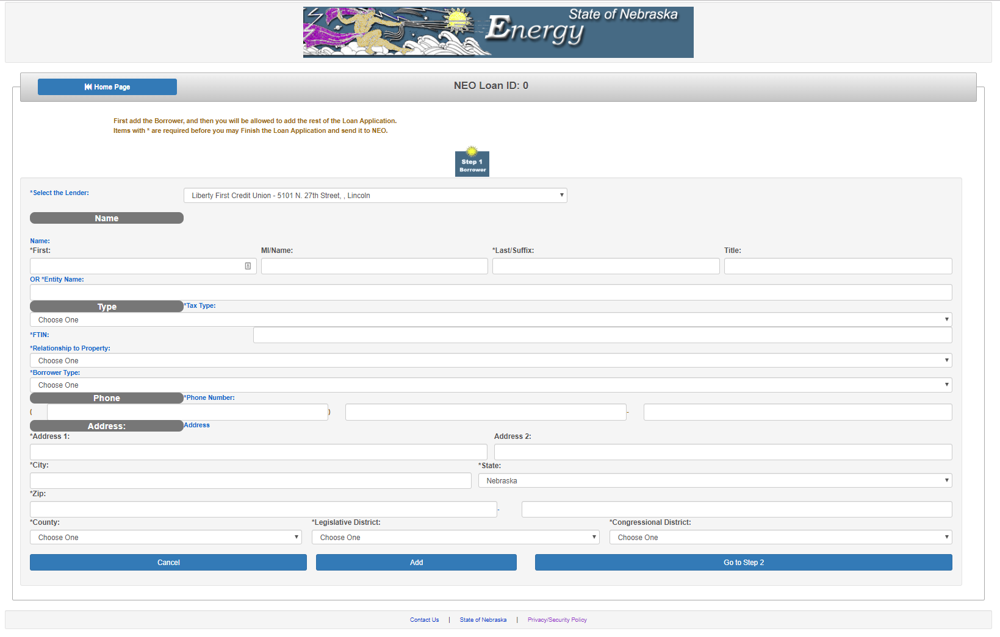 State of Nebraska
Energy
Home Page
NEO Loan ID: 0
First add the Borrower, and then you will be allowed to add the rest of the Loan Application.
Items with * are required before you may Finish the Loan Application and send it to NEO.
Step 1
Borrower
*Select the Lender:
Liberty First Credit Union - 5101 N. 27th Street, , Lincoln
Name
Name:
*First: MI/Name: *Last/Suffix: Title:
OR *Entity Name:
Type *Tax Type:
Choose One
*FTIN:
*Relationship to Property:
Choose One
*Borrower Type:
Choose One
Phone *Phone Number:
( ) -
Address: Address
*Address 1: Address 2:
*City: *State:
Nebraska
*Zip:
-
*County: *Legislative District: *Congressional District:
Choose One Choose One Choose One
Cancel Add Go to Step 2
Contact Us | State of Nebraska | Privacy/Security Policy